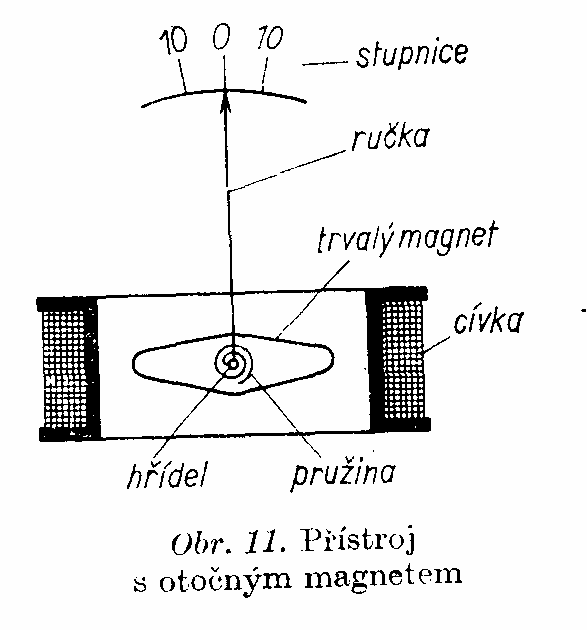 10 0 10
stupnice
ručka
trvalý magnet
cívka
hřídel pružina
Obr. 11. Přístroj
s otočným magnetem